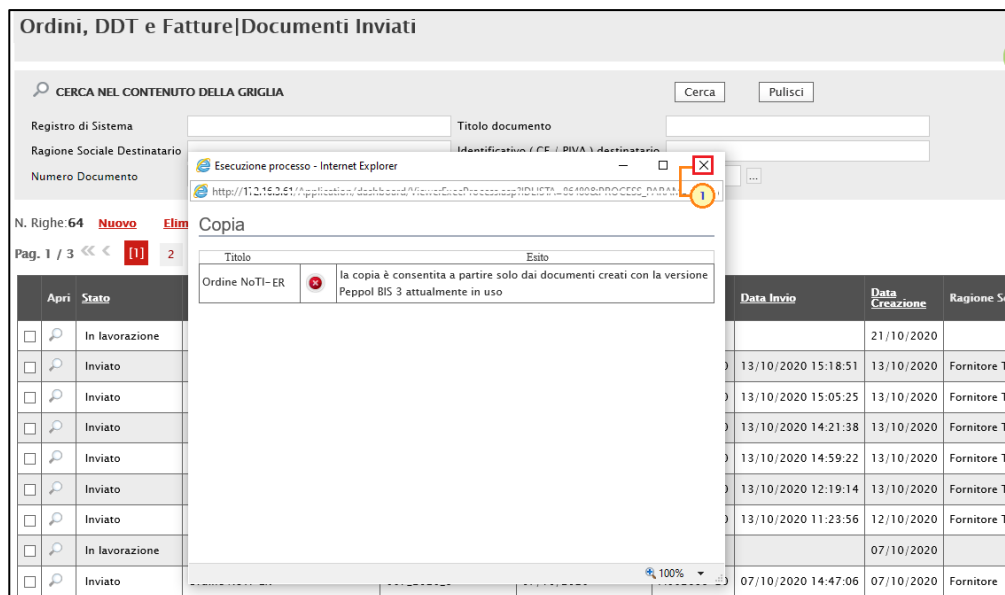 Ordini, DDT e Fatture|Documenti Inviati
CERCA NEL CONTENUTO DELLA GRIGLIA
Cerca
Pulisci
Registro di Sistema
Titolo documento
Ragione Sociale Destinatario
Identificativo ( CF / PIVA ) destinatario
Numero Documento
...
Esecuzione processo - Internet Explorer
1
N. Righe:64 Nuovo Elim
Pag. 1 / 3 << < [1] 2
Copia
Titolo Esito
Ordine NoTI-ER
la copia è consentita a partire solo dai documenti creati con la versione
Peppol BIS 3 attualmente in uso
Apri Stato Data Invio Data Creazione Ragione S
In lavorazione 21/10/2020
Inviato 13/10/2020 15:18:51 13/10/2020 Fornitore T
Inviato 13/10/2020 15:05:25 13/10/2020 Fornitore T
Inviato 13/10/2020 14:21:38 13/10/2020 Fornitore T
Inviato 13/10/2020 14:59:22 13/10/2020 Fornitore T
Inviato 13/10/2020 12:19:14 13/10/2020 Fornitore T
Inviato 13/10/2020 11:23:56 12/10/2020 Fornitore T
In lavorazione 07/10/2020
100%
Inviato 07/10/2020 14:47:06 07/10/2020 Fornitore